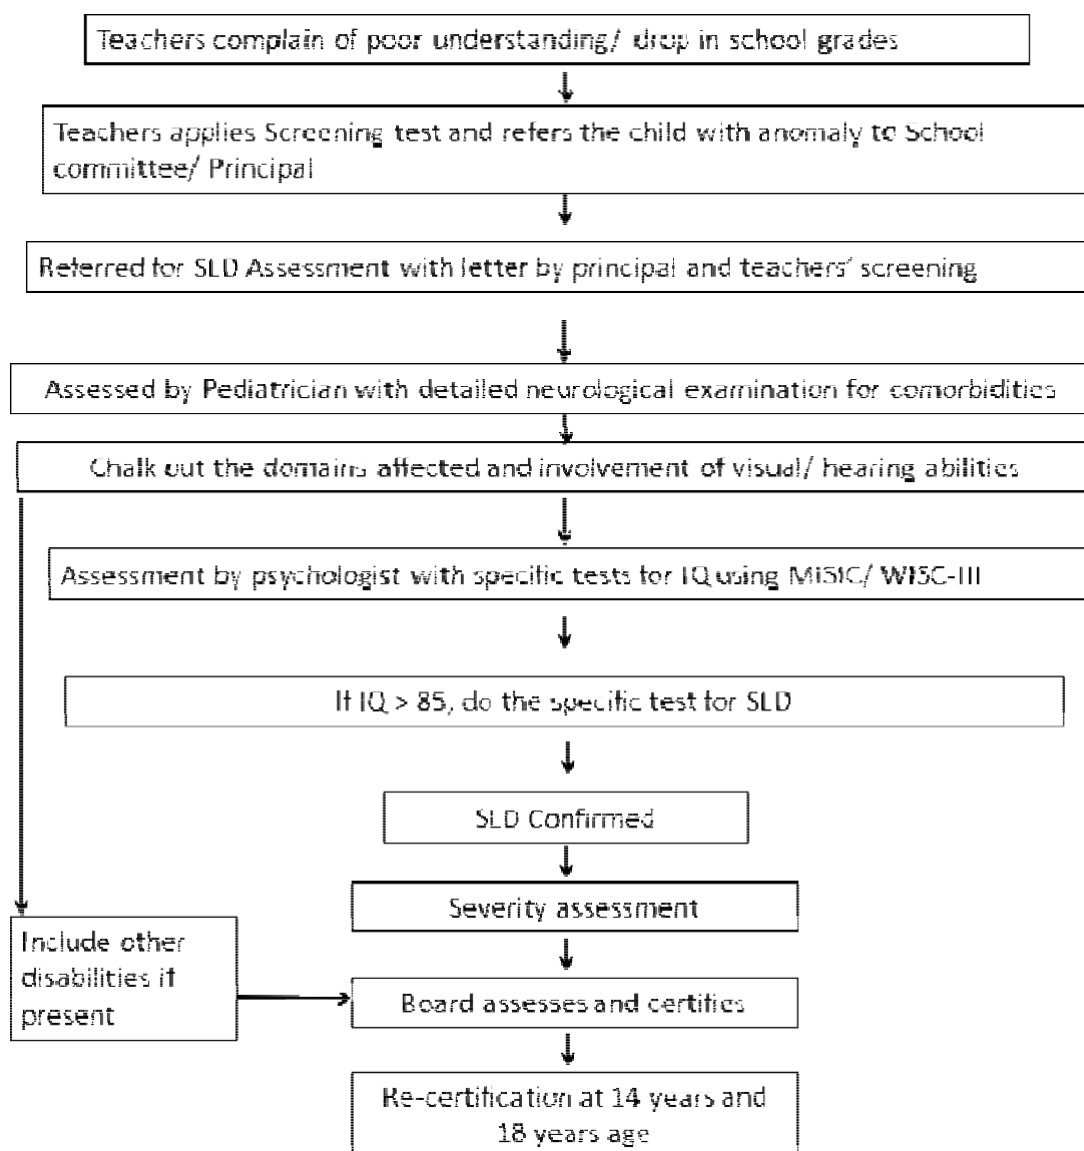 Teachers complain of poor understanding/ drop in school grades
Teachers applies Screening test and refers the child with anomaly to School
committee/ Principal
Referred for SLD Assessment with letter by principal and teachers' screening
Assessed by Pediatrician with detailed neurological examination for comorbidities
Chalk out the domains affected and involvement of visual/ hearing abilities
Assessment by psychologist with specific tests for IQ using MISIC/ WISC-III
If IQ > 85, do the specific test for SLD
SLD Confirmed
Severity assessment
Include other
disabilities if
present
Board assesses and certifies
Re-certification at 14 years and
18 years age